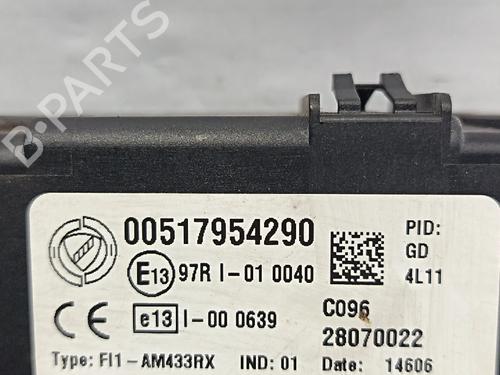 00517954290
PID:
GD
4L11
E13 97R I-01 0040
CE e13 I-00 0639
C096
28070022
Type: FI1-AM433RX IND: 01 Date: 14606
B-PARTS